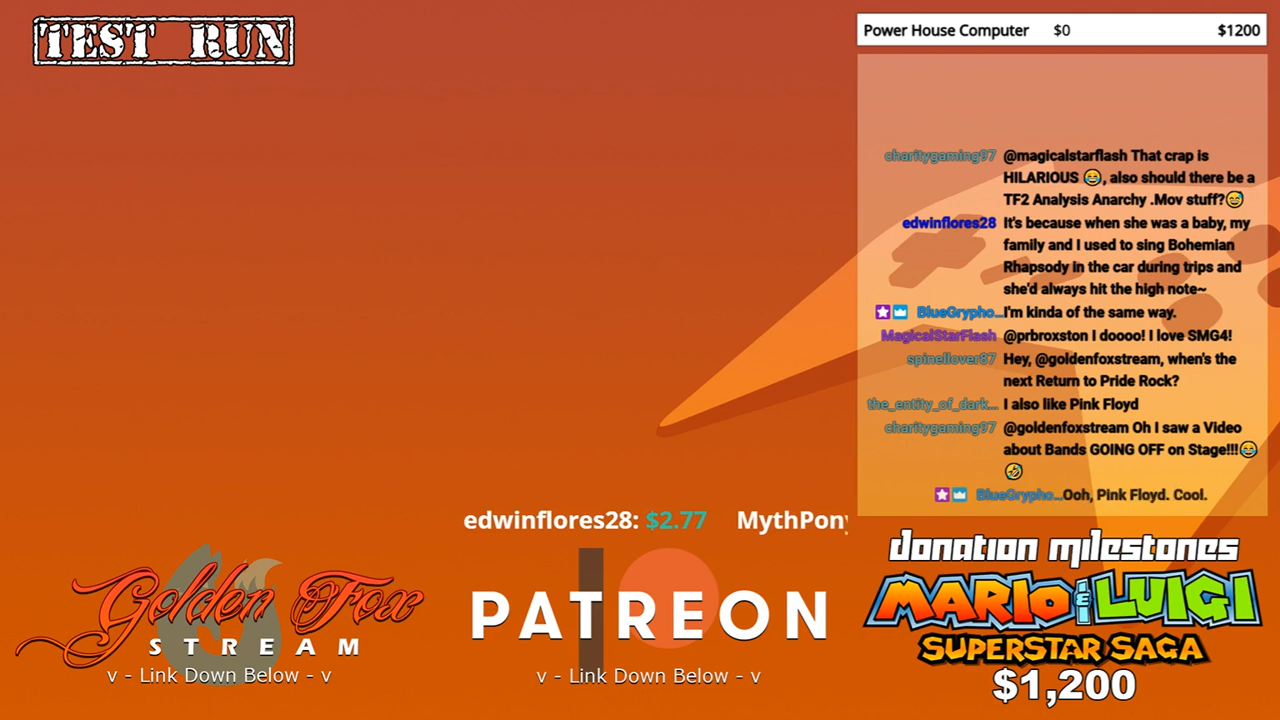 TEST RUN
Power House Computer $0 $1200
charitygaming97 @magicalstarflash That crap is
HILARIOUS 😂, also should there be a
TF2 Analysis Anarchy .Mov stuff?😅
edwinflores28 It's because when she was a baby, my
family and I used to sing Bohemian
Rhapsody in the car during trips and
she'd always hit the high note~
BlueGrypho... I'm kinda of the same way.
MagicalStarFlash @prbroxston I doooo! I love SMG4!
spinellover87 Hey, @goldenfoxstream, when's the
next Return to Pride Rock?
the_entity_of_dark... I also like Pink Floyd
charitygaming97 @goldenfoxstream Oh I saw a Video
about Bands GOING OFF on Stage!!!😂
🤣
BlueGrypho... Ooh, Pink Floyd. Cool.
edwinflores28: $2.77 MythPony
Golden Fox
STREAM
v - Link Down Below - v
PATREON
v - Link Down Below - v
donation milestones
MARIO & LUIGI
SUPERSTAR SAGA
$1,200